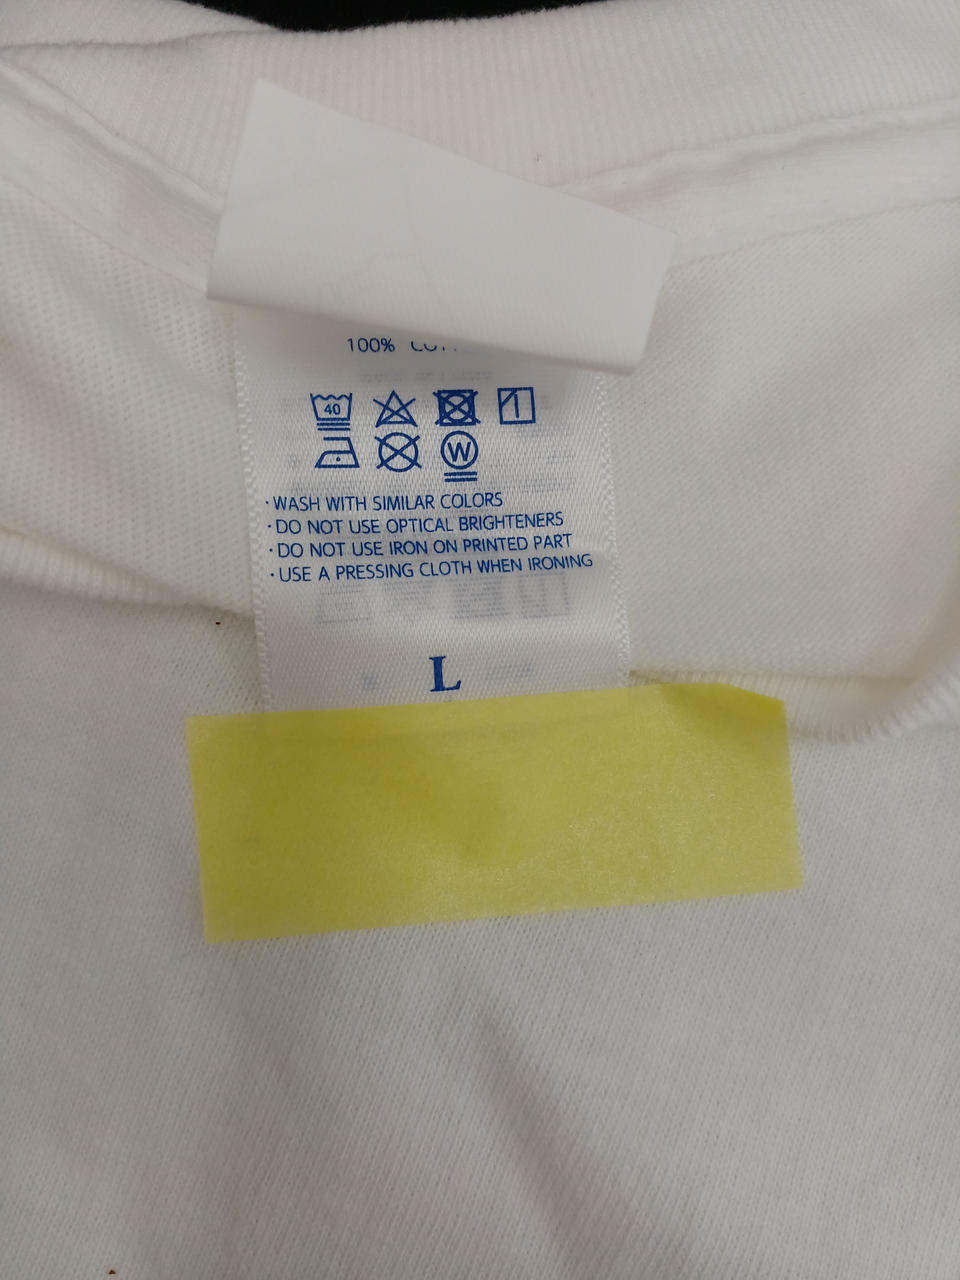 100%
40
W
· WASH WITH SIMILAR COLORS
· DO NOT USE OPTICAL BRIGHTENERS
· DO NOT USE IRON ON PRINTED PART
· USE A PRESSING CLOTH WHEN IRONING
L